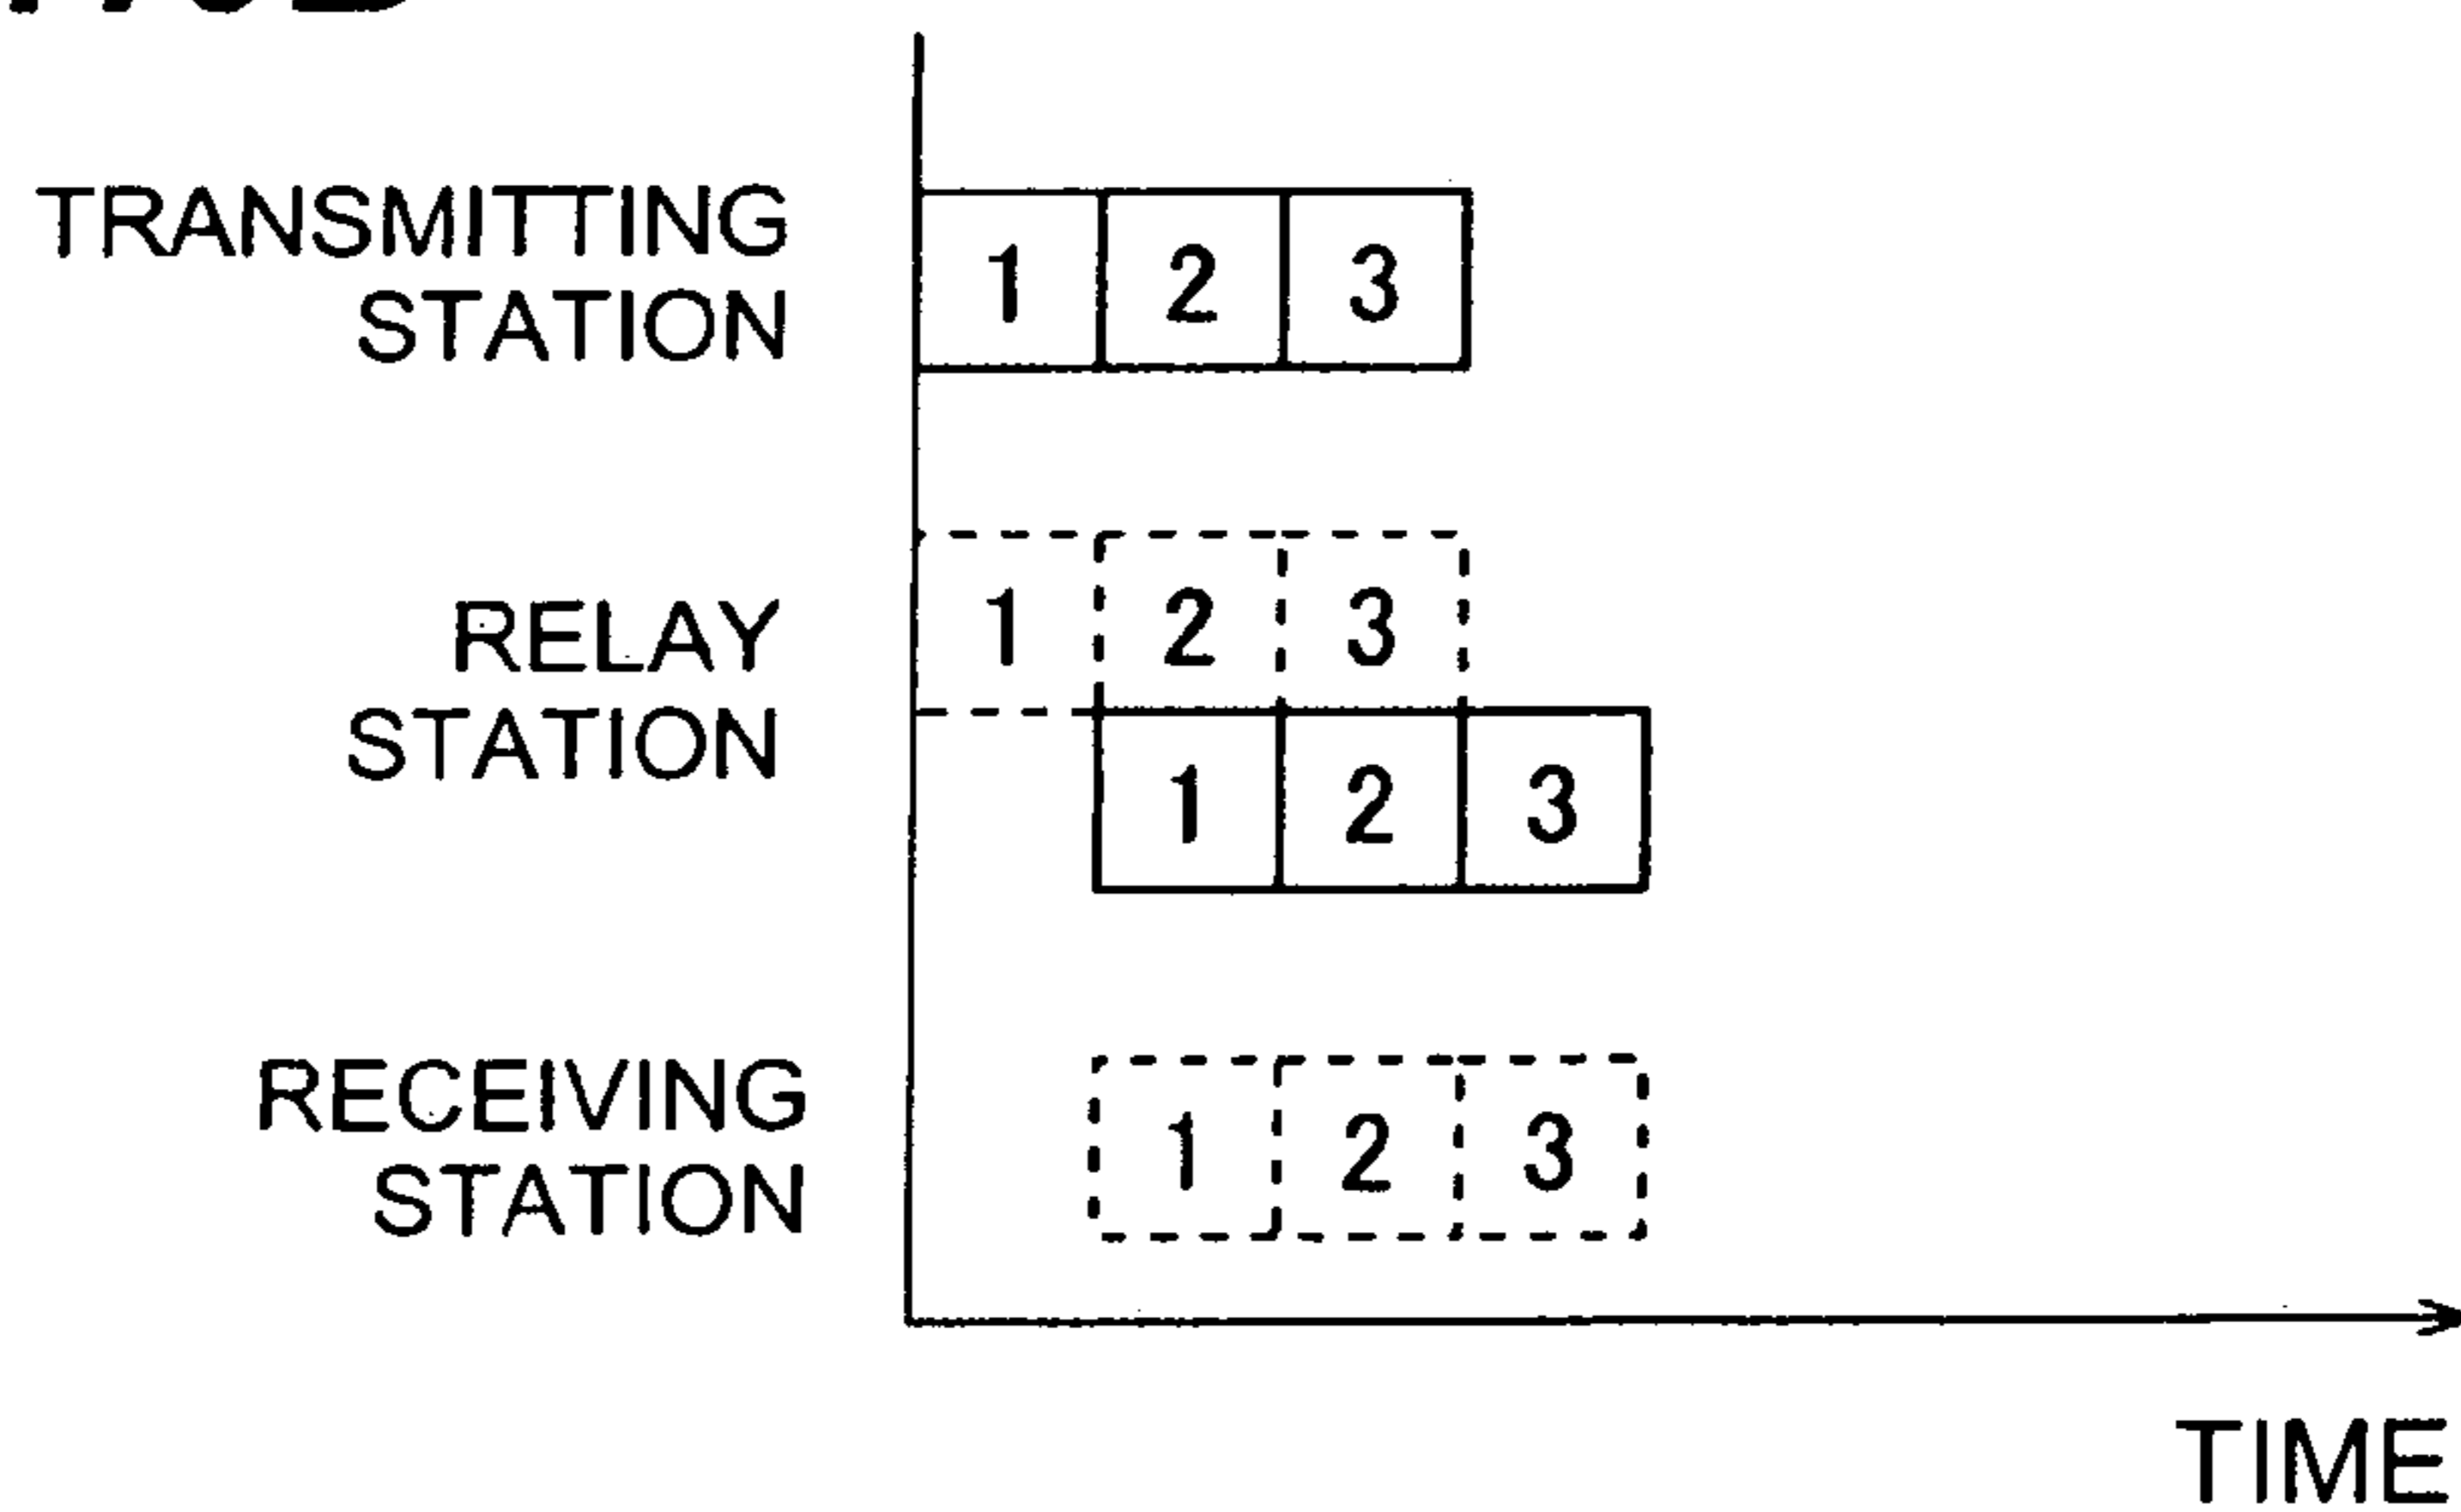 TRANSMITTING
STATION
1 2 3
RELAY
STATION
1 2 3
1 2 3
RECEIVING
STATION
1 2 3
TIME